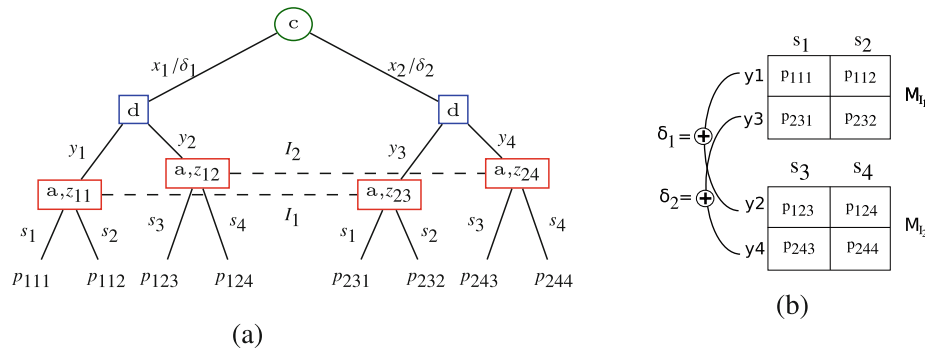 c
x₁/δ₁ x₂/δ₂
d d
y₁ y₂ y₃ y₄
I₂
a,z₁₂ a,z₂₄
a,z₁₁ a,z₂₃
I₁
s₁ s₂ s₃ s₄ s₁ s₂ s₃ s₄
p₁₁₁ p₁₁₂ p₁₂₃ p₁₂₄ p₂₃₁ p₂₃₂ p₂₄₃ p₂₄₄
(a)
s₁ s₂
y1 p₁₁₁ p₁₁₂
M_I₁
y3 p₂₃₁ p₂₃₂
δ₁= +
s₃ s₄
δ₂= +
y2 p₁₂₃ p₁₂₄
M_I₂
y4 p₂₄₃ p₂₄₄
(b)